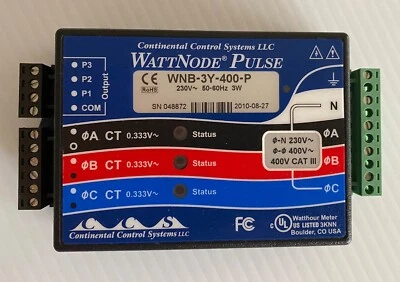 Continental Control Systems LLC
WATTNODE® PULSE
P3
P2
P1
COM
Output
CE
RoHS
WNB-3Y-400-P
230V~ 50-60Hz 3W
SN 048872
2010-08-27
N
ØA CT 0.333V~
Status
ØA
ØB CT 0.333V~
Status
ØB
ØC CT 0.333V~
Status
ØC
Ø-N 230V~
Ø-Ø 400V~
400V CAT III
CCS
Continental Control Systems LLC
FC
c UL US LISTED
Watthour Meter
3KNN
Boulder, CO USA